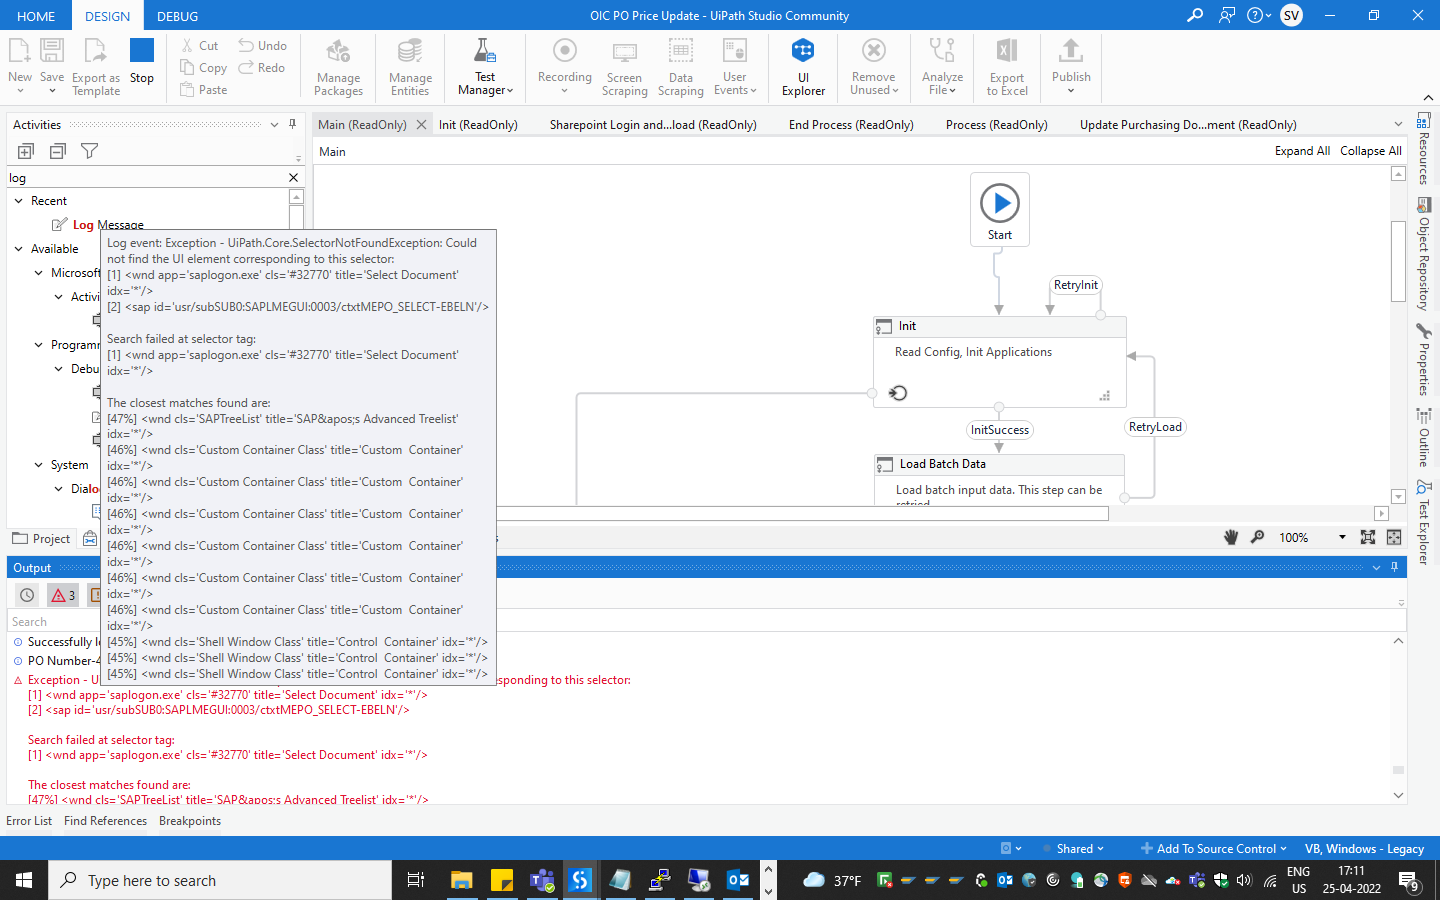 HOME
DESIGN
DEBUG
OIC PO Price Update - UiPath Studio Community
SV
New
Save
Export as
Template
Stop
Cut
Copy
Paste
Undo
Redo
Manage
Packages
Manage
Entities
Test
Manager
Recording
Screen
Scraping
Data
Scraping
User
Events
UI
Explorer
Remove
Unused
Analyze
File
Export
to Excel
Publish
Activities
Main (ReadOnly)
Init (ReadOnly)
Sharepoint Login and...load (ReadOnly)
End Process (ReadOnly)
Process (ReadOnly)
Update Purchasing Do...ment (ReadOnly)
Main
Expand All
Collapse All
log
Recent
Log Message
Available
Microsoft
Activi
Programm
Debu
System
Dialo
Project
Log event: Exception - UiPath.Core.SelectorNotFoundException: Could
not find the UI element corresponding to this selector:
[1] <wnd app='saplogon.exe' cls='#32770' title='Select Document'
idx='*'/>
[2] <sap id='usr/subSUB0:SAPLMEGUI:0003/ctxtMEPO_SELECT-EBELN'/>
Search failed at selector tag:
[1] <wnd app='saplogon.exe' cls='#32770' title='Select Document'
idx='*'/>
The closest matches found are:
[47%] <wnd cls='SAPTreeList' title='SAP&apos;s Advanced Treelist'
idx='*'/>
[46%] <wnd cls='Custom Container Class' title='Custom  Container'
idx='*'/>
[46%] <wnd cls='Custom Container Class' title='Custom  Container'
idx='*'/>
[46%] <wnd cls='Custom Container Class' title='Custom  Container'
idx='*'/>
[46%] <wnd cls='Custom Container Class' title='Custom  Container'
idx='*'/>
[46%] <wnd cls='Custom Container Class' title='Custom  Container'
idx='*'/>
[46%] <wnd cls='Custom Container Class' title='Custom  Container'
idx='*'/>
[45%] <wnd cls='Shell Window Class' title='Control  Container' idx='*'/>
[45%] <wnd cls='Shell Window Class' title='Control  Container' idx='*'/>
[45%] <wnd cls='Shell Window Class' title='Control  Container' idx='*'/>
Start
RetryInit
Init
Read Config, Init Applications
InitSuccess
RetryLoad
Load Batch Data
Load batch input data. This step can be
retried
100%
Resources
Object Repository
Properties
Outline
Test Explorer
Output
3
Search
Successfully l
PO Number-4
Exception - U
sponding to this selector:
[1] <wnd app='saplogon.exe' cls='#32770' title='Select Document' idx='*'/>
[2] <sap id='usr/subSUB0:SAPLMEGUI:0003/ctxtMEPO_SELECT-EBELN'/>
Search failed at selector tag:
[1] <wnd app='saplogon.exe' cls='#32770' title='Select Document' idx='*'/>
The closest matches found are:
[47%] <wnd cls='SAPTreeList' title='SAP&apos;s Advanced Treelist' idx='*'/>
Error List
Find References
Breakpoints
Shared
Add To Source Control
VB, Windows - Legacy
Type here to search
37°F
ENG
US
17:11
25-04-2022
9